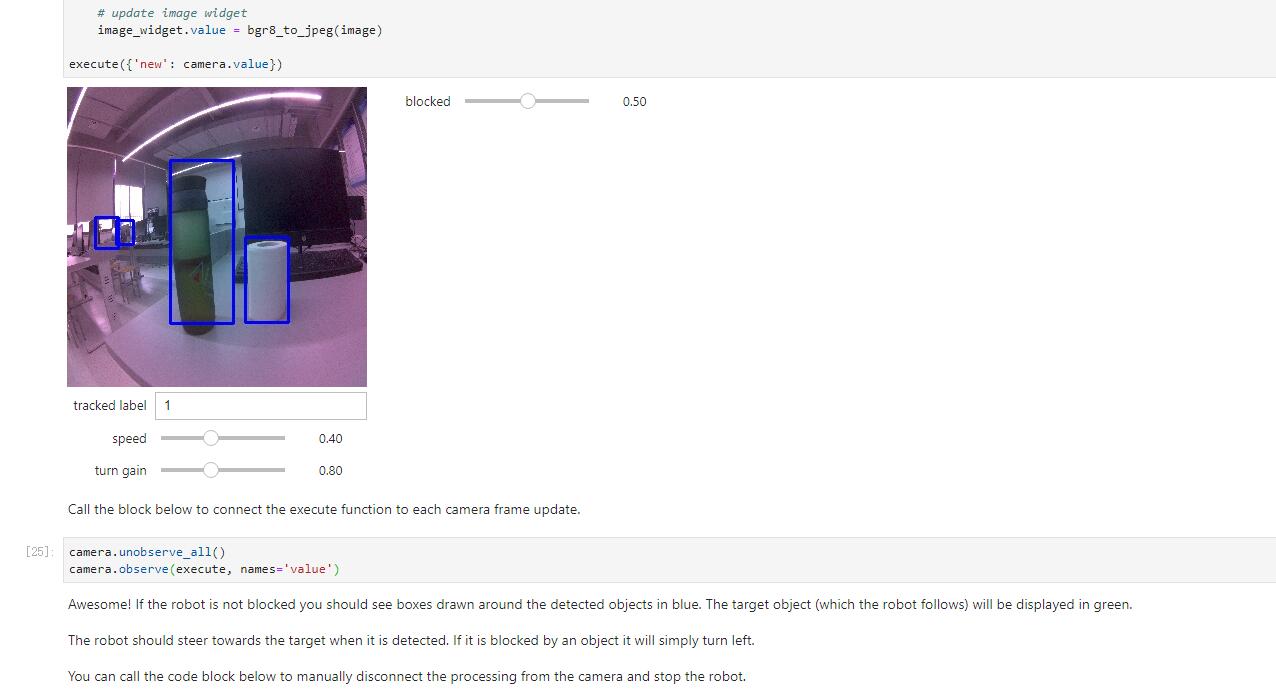 # update image widget
image_widget.value = bgr8_to_jpeg(image)
execute({'new': camera.value})
blocked 0.50
tracked label 1
speed 0.40
turn gain 0.80
Call the block below to connect the execute function to each camera frame update.
[25]: camera.unobserve_all()
camera.observe(execute, names='value')
Awesome! If the robot is not blocked you should see boxes drawn around the detected objects in blue. The target object (which the robot follows) will be displayed in green.
The robot should steer towards the target when it is detected. If it is blocked by an object it will simply turn left.
You can call the code block below to manually disconnect the processing from the camera and stop the robot.